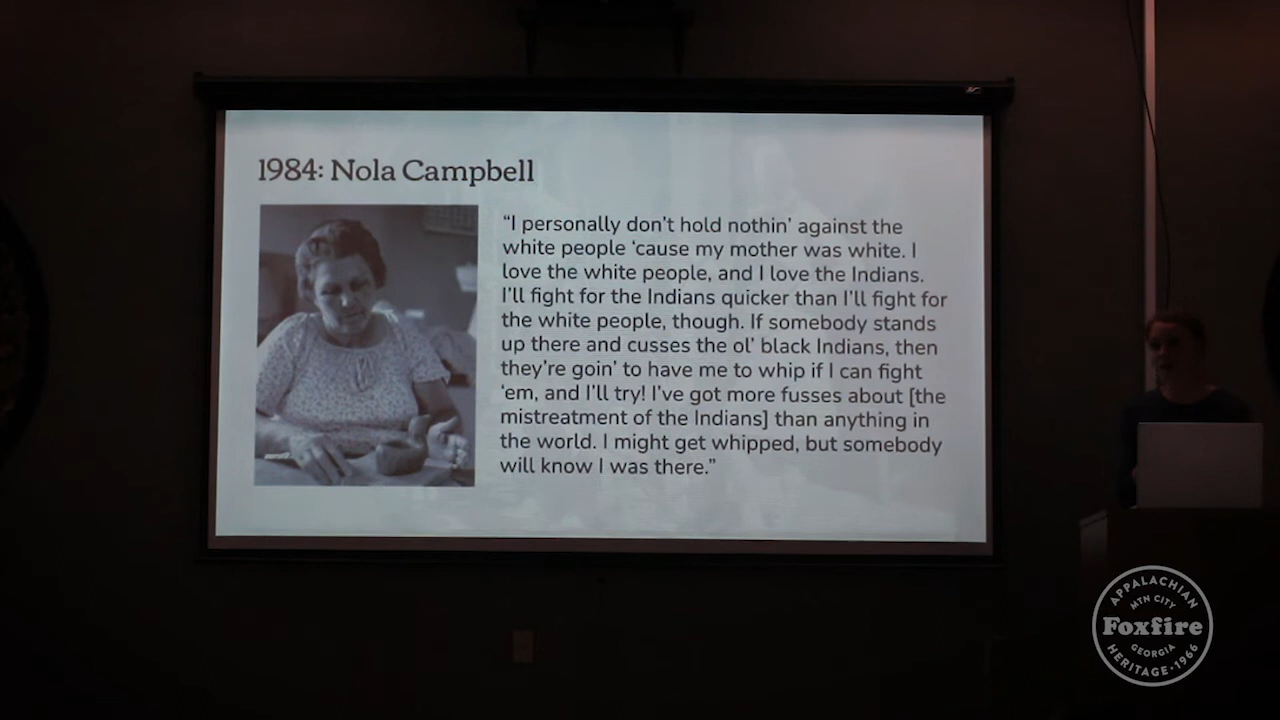 1984: Nola Campbell
“I personally don’t hold nothin’ against the
white people ‘cause my mother was white. I
love the white people, and I love the Indians.
I’ll fight for the Indians quicker than I’ll fight for
the white people, though. If somebody stands
up there and cusses the ol’ black Indians, then
they’re goin’ to have me to whip if I can fight
‘em, and I’ll try! I’ve got more fusses about [the
mistreatment of the Indians] than anything in
the world. I might get whipped, but somebody
will know I was there.”
APPALACHIAN
MTN CITY
Foxfire
GEORGIA
HERITAGE • 1966